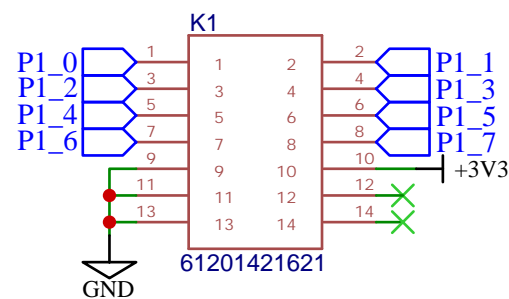 K1
P1_0 1 1 2 2 P1_1
P1_2 3 3 4 4 P1_3
P1_4 5 5 6 6 P1_5
P1_6 7 7 8 8 P1_7
9 9 10 10 +3V3
11 11 12 12
13 13 14 14
61201421621
GND